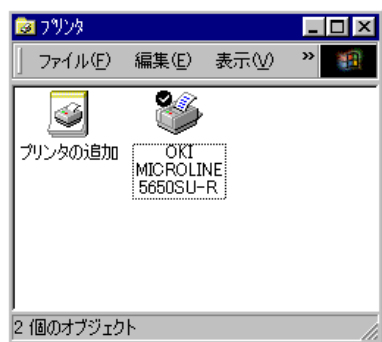 プリンタ
ファイル(F) 編集(E) 表示(V) »
プリンタの追加
OKI
MICROLINE
5650SU-R
2 個のオブジェクト